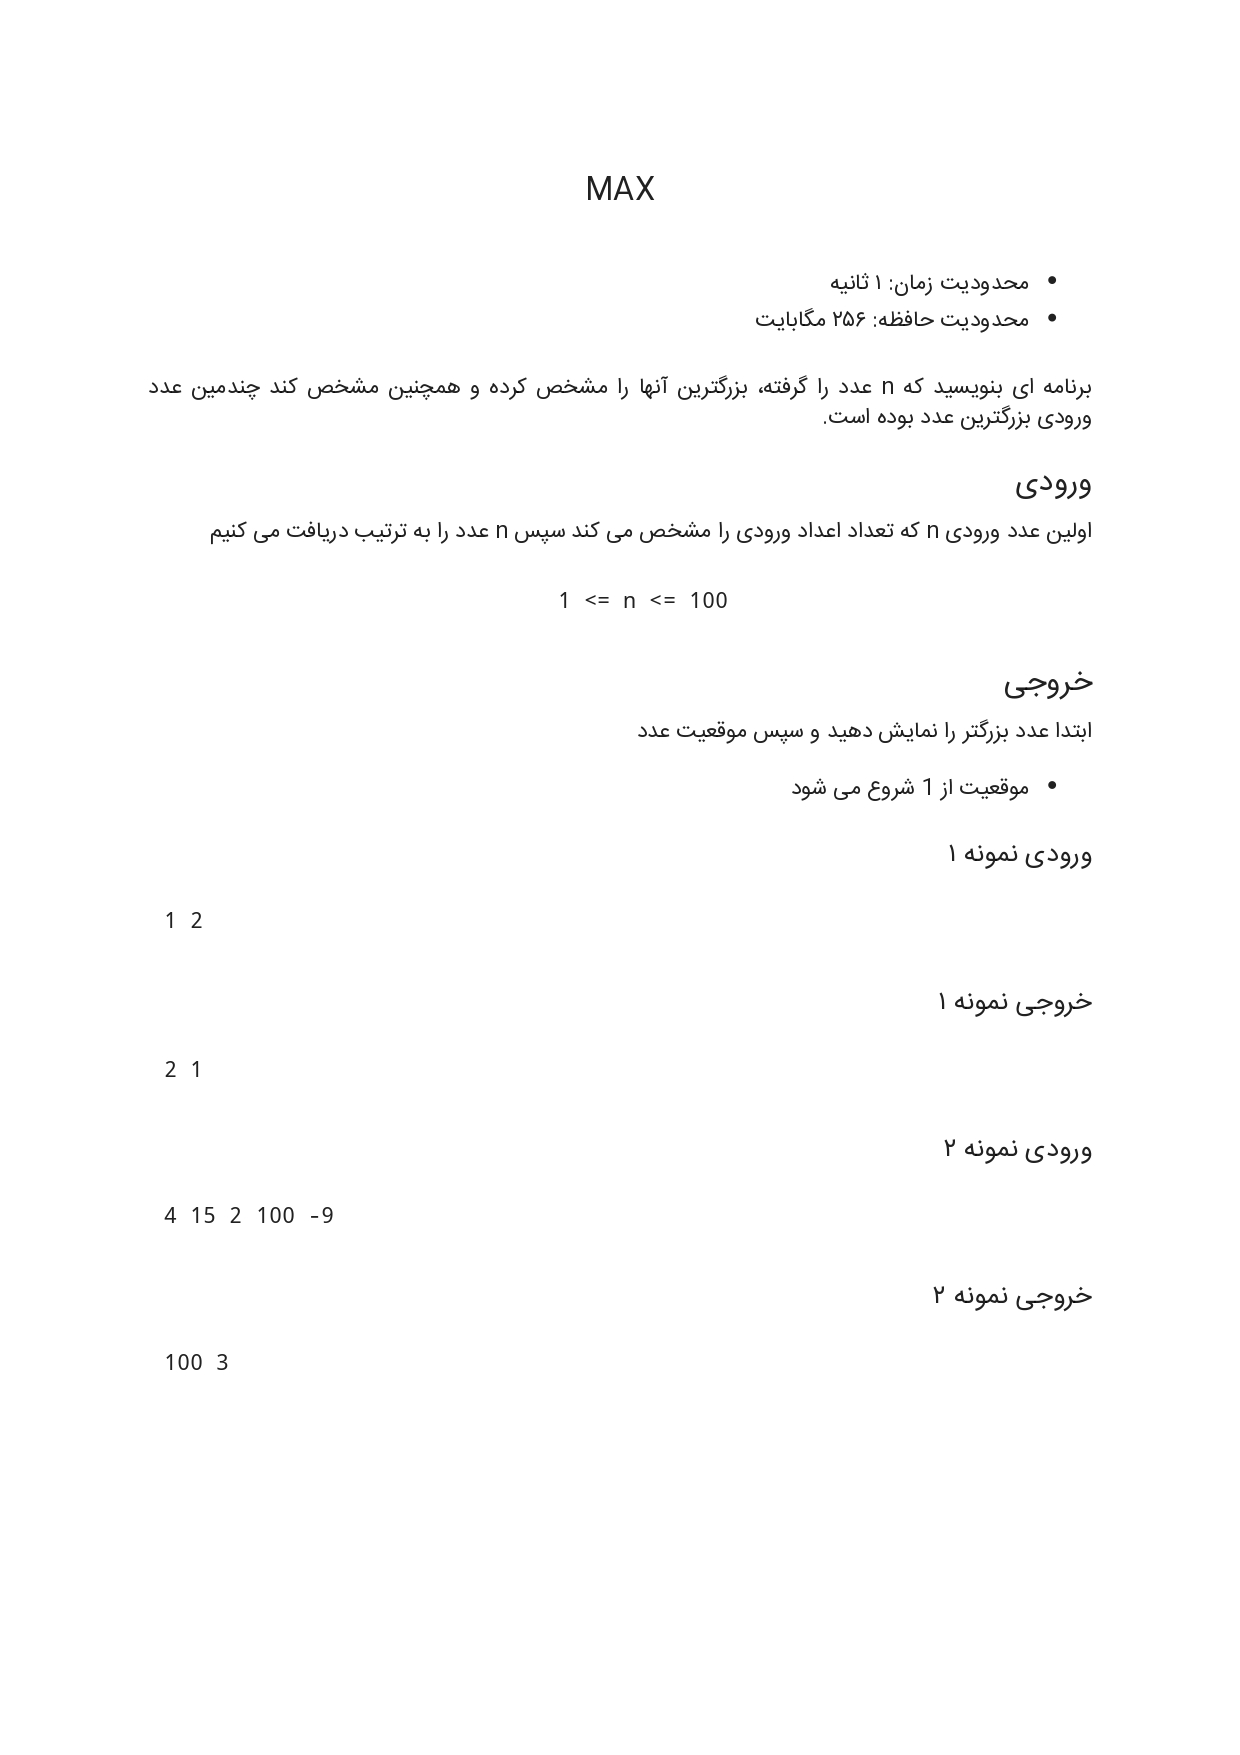 MAX
• محدودیت زمان: ۱ ثانیه
• محدودیت حافظه: ۲۵۶ مگابایت
برنامه ای بنویسید که n عدد را گرفته، بزرگترین آنها را مشخص کرده و همچنین مشخص کند چندمین عدد
ورودی بزرگترین عدد بوده است.
ورودی
اولین عدد ورودی n که تعداد اعداد ورودی را مشخص می کند سپس n عدد را به ترتیب دریافت می کنیم
1 <= n <= 100
خروجی
ابتدا عدد بزرگتر را نمایش دهید و سپس موقعیت عدد
• موقعیت از 1 شروع می شود
ورودی نمونه ۱
1 2
خروجی نمونه ۱
2 1
ورودی نمونه ۲
4 15 2 100 -9
خروجی نمونه ۲
100 3